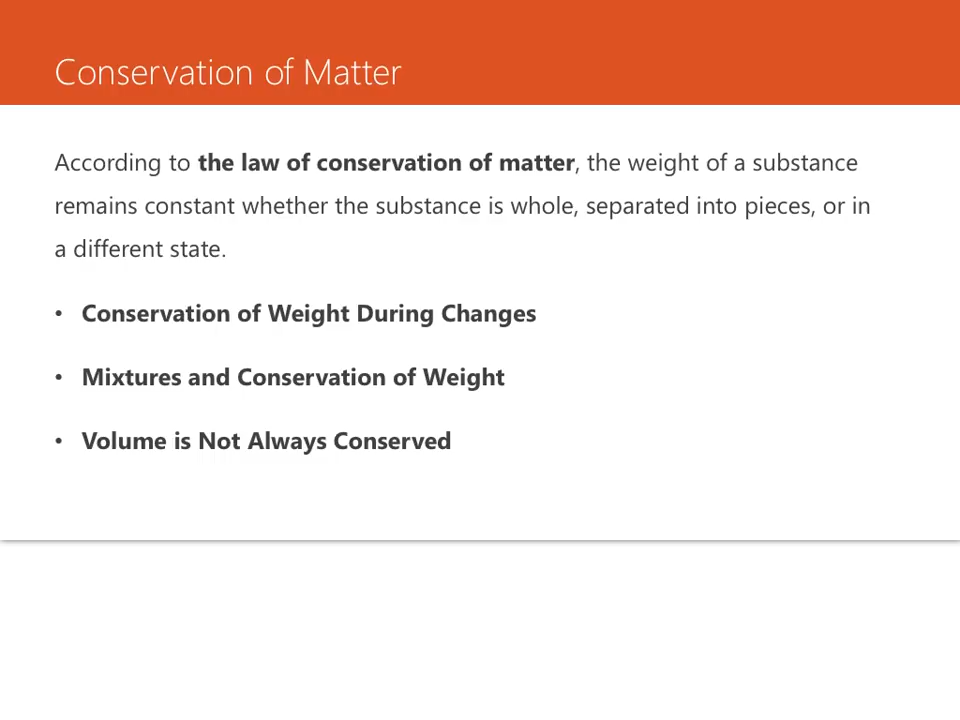 Conservation of Matter
According to the law of conservation of matter, the weight of a substance
remains constant whether the substance is whole, separated into pieces, or in
a different state.
• Conservation of Weight During Changes
• Mixtures and Conservation of Weight
• Volume is Not Always Conserved